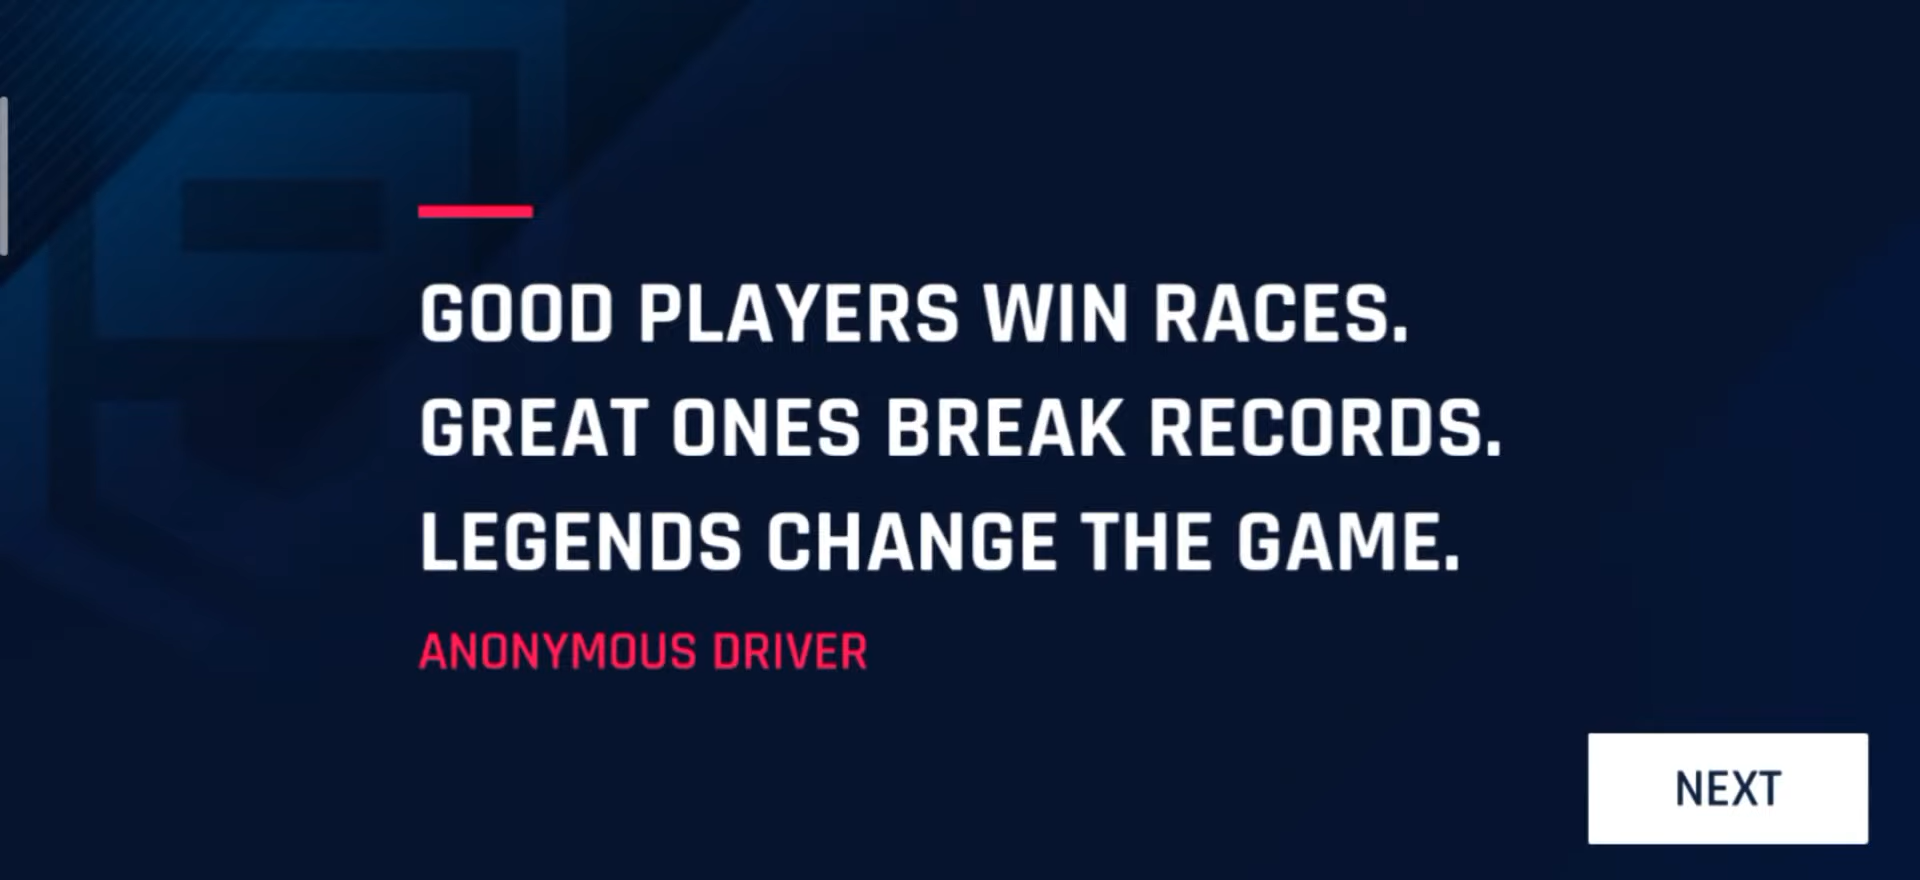 GOOD PLAYERS WIN RACES.
GREAT ONES BREAK RECORDS.
LEGENDS CHANGE THE GAME.
ANONYMOUS DRIVER
NEXT